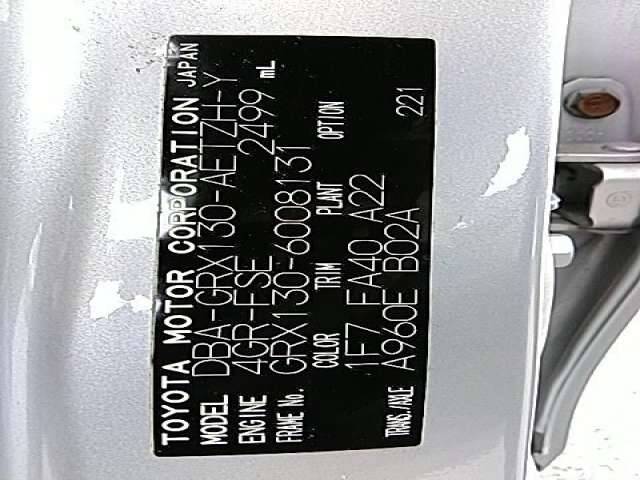 TOYOTA MOTOR CORPORATION JAPAN
MODEL DBA-GRX130-AETZH-Y
ENGINE 4GR-FSE 2499 mL
FRAME No. GRX130-6008131
COLOR TRIM PLANT OPTION
1F7 FA40 A22 221
TRANS./AXLE A960E B02A